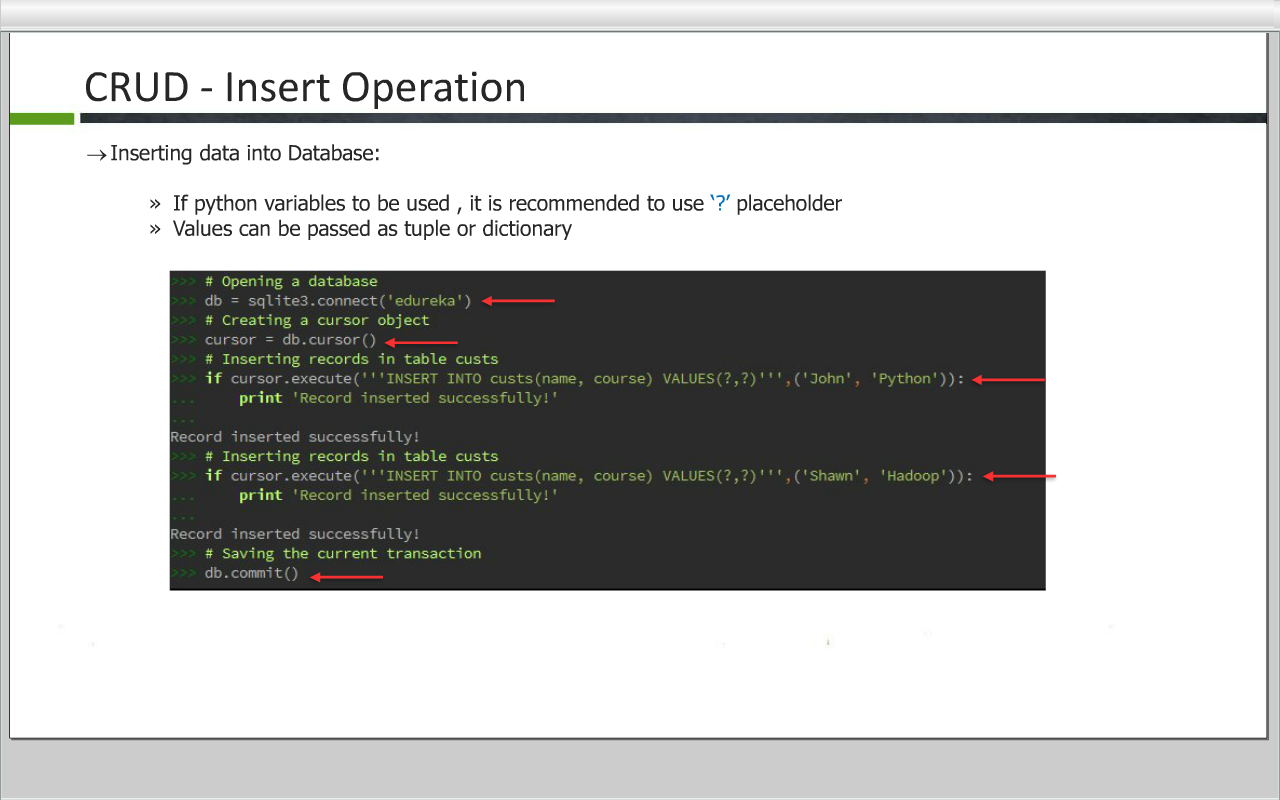 CRUD - Insert Operation
→Inserting data into Database:
» If python variables to be used , it is recommended to use ‘?’ placeholder
» Values can be passed as tuple or dictionary
>>> # Opening a database
>>> db = sqlite3.connect('edureka')
>>> # Creating a cursor object
>>> cursor = db.cursor()
>>> # Inserting records in table custs
>>> if cursor.execute('''INSERT INTO custs(name, course) VALUES(?,?)''',('John', 'Python')):
...     print 'Record inserted successfully!'
...
Record inserted successfully!
>>> # Inserting records in table custs
>>> if cursor.execute('''INSERT INTO custs(name, course) VALUES(?,?)''',('Shawn', 'Hadoop')):
...     print 'Record inserted successfully!'
...
Record inserted successfully!
>>> # Saving the current transaction
>>> db.commit()